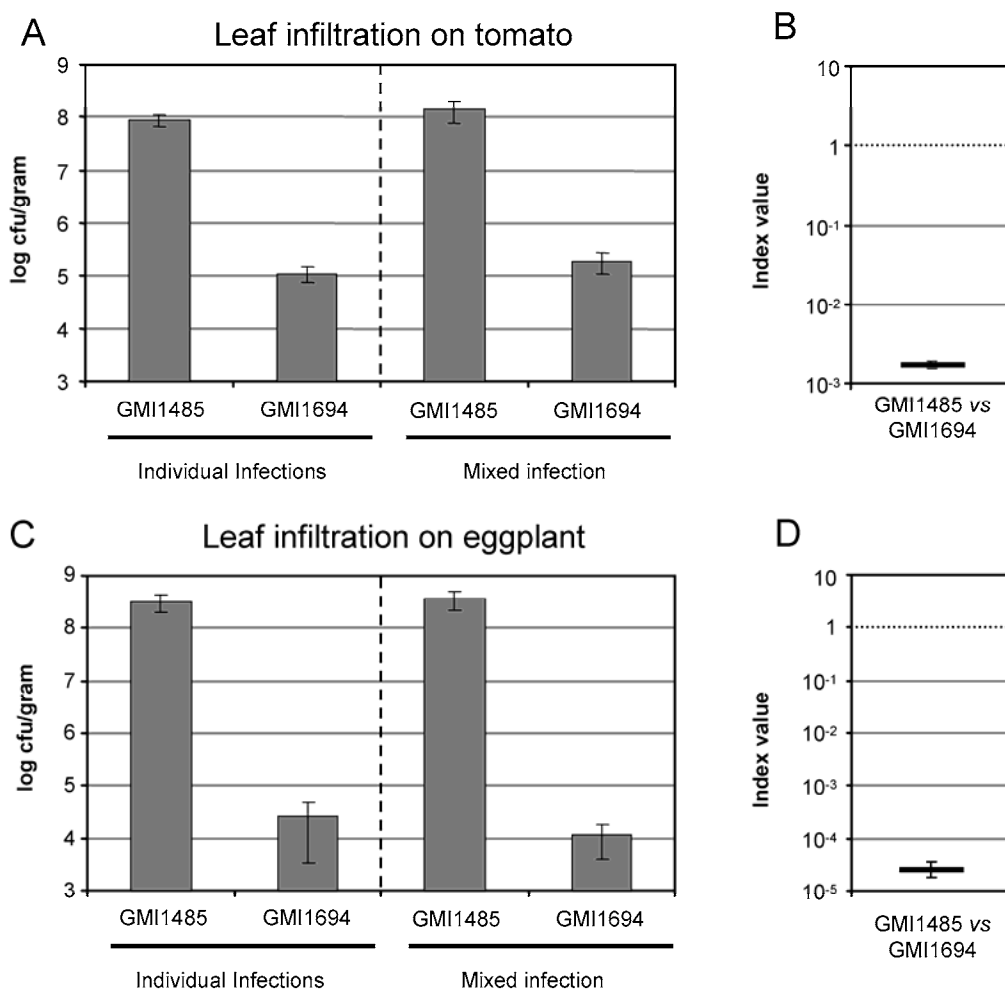 A
Leaf infiltration on tomato
log cfu/gram
9
8
7
6
5
4
3
GMI1485
GMI1694
GMI1485
GMI1694
Individual Infections
Mixed infection
B
Index value
10
1
10⁻¹
10⁻²
10⁻³
GMI1485 vs
GMI1694
C
Leaf infiltration on eggplant
log cfu/gram
9
8
7
6
5
4
3
GMI1485
GMI1694
GMI1485
GMI1694
Individual Infections
Mixed infection
D
Index value
10
1
10⁻¹
10⁻²
10⁻³
10⁻⁴
10⁻⁵
GMI1485 vs
GMI1694